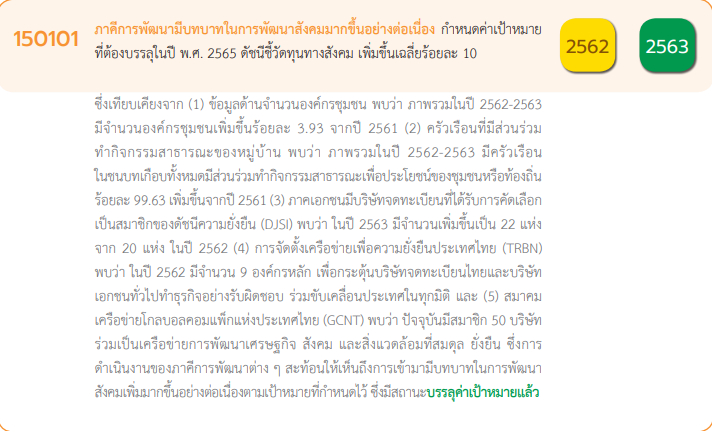 150101
ภาคีการพัฒนามีบทบาทในการพัฒนาสังคมมากขึ้นอย่างต่อเนื่อง กำหนดค่าเป้าหมาย
ที่ต้องบรรลุในปี พ.ศ. 2565 ดัชนีชี้วัดทุนทางสังคม เพิ่มขึ้นเฉลี่ยร้อยละ 10
2562
2563
ซึ่งเทียบเคียงจาก (1) ข้อมูลด้านจำนวนองค์กรชุมชน พบว่า ภาพรวมในปี 2562-2563
มีจำนวนองค์กรชุมชนเพิ่มขึ้นร้อยละ 3.93 จากปี 2561 (2) ครัวเรือนที่มีส่วนร่วม
ทำกิจกรรมสาธารณะของหมู่บ้าน พบว่า ภาพรวมในปี 2562-2563 มีครัวเรือน
ในชนบทเกือบทั้งหมดมีส่วนร่วมทำกิจกรรมสาธารณะเพื่อประโยชน์ของชุมชนหรือท้องถิ่น
ร้อยละ 99.63 เพิ่มขึ้นจากปี 2561 (3) ภาคเอกชนมีบริษัทจดทะเบียนที่ได้รับการคัดเลือก
เป็นสมาชิกของดัชนีความยั่งยืน (DJSI) พบว่า ในปี 2563 มีจำนวนเพิ่มขึ้นเป็น 22 แห่ง
จาก 20 แห่ง ในปี 2562 (4) การจัดตั้งเครือข่ายเพื่อความยั่งยืนประเทศไทย (TRBN)
พบว่า ในปี 2562 มีจำนวน 9 องค์กรหลัก เพื่อกระตุ้นบริษัทจดทะเบียนไทยและบริษัท
เอกชนทั่วไปทำธุรกิจอย่างรับผิดชอบ ร่วมขับเคลื่อนประเทศในทุกมิติ และ (5) สมาคม
เครือข่ายโกลบอลคอมแพ็กแห่งประเทศไทย (GCNT) พบว่า ปัจจุบันมีสมาชิก 50 บริษัท
ร่วมเป็นเครือข่ายการพัฒนาเศรษฐกิจ สังคม และสิ่งแวดล้อมที่สมดุล ยั่งยืน ซึ่งการ
ดำเนินงานของภาคีการพัฒนาต่าง ๆ สะท้อนให้เห็นถึงการเข้ามามีบทบาทในการพัฒนา
สังคมเพิ่มมากขึ้นอย่างต่อเนื่องตามเป้าหมายที่กำหนดไว้ ซึ่งมีสถานะบรรลุค่าเป้าหมายแล้ว